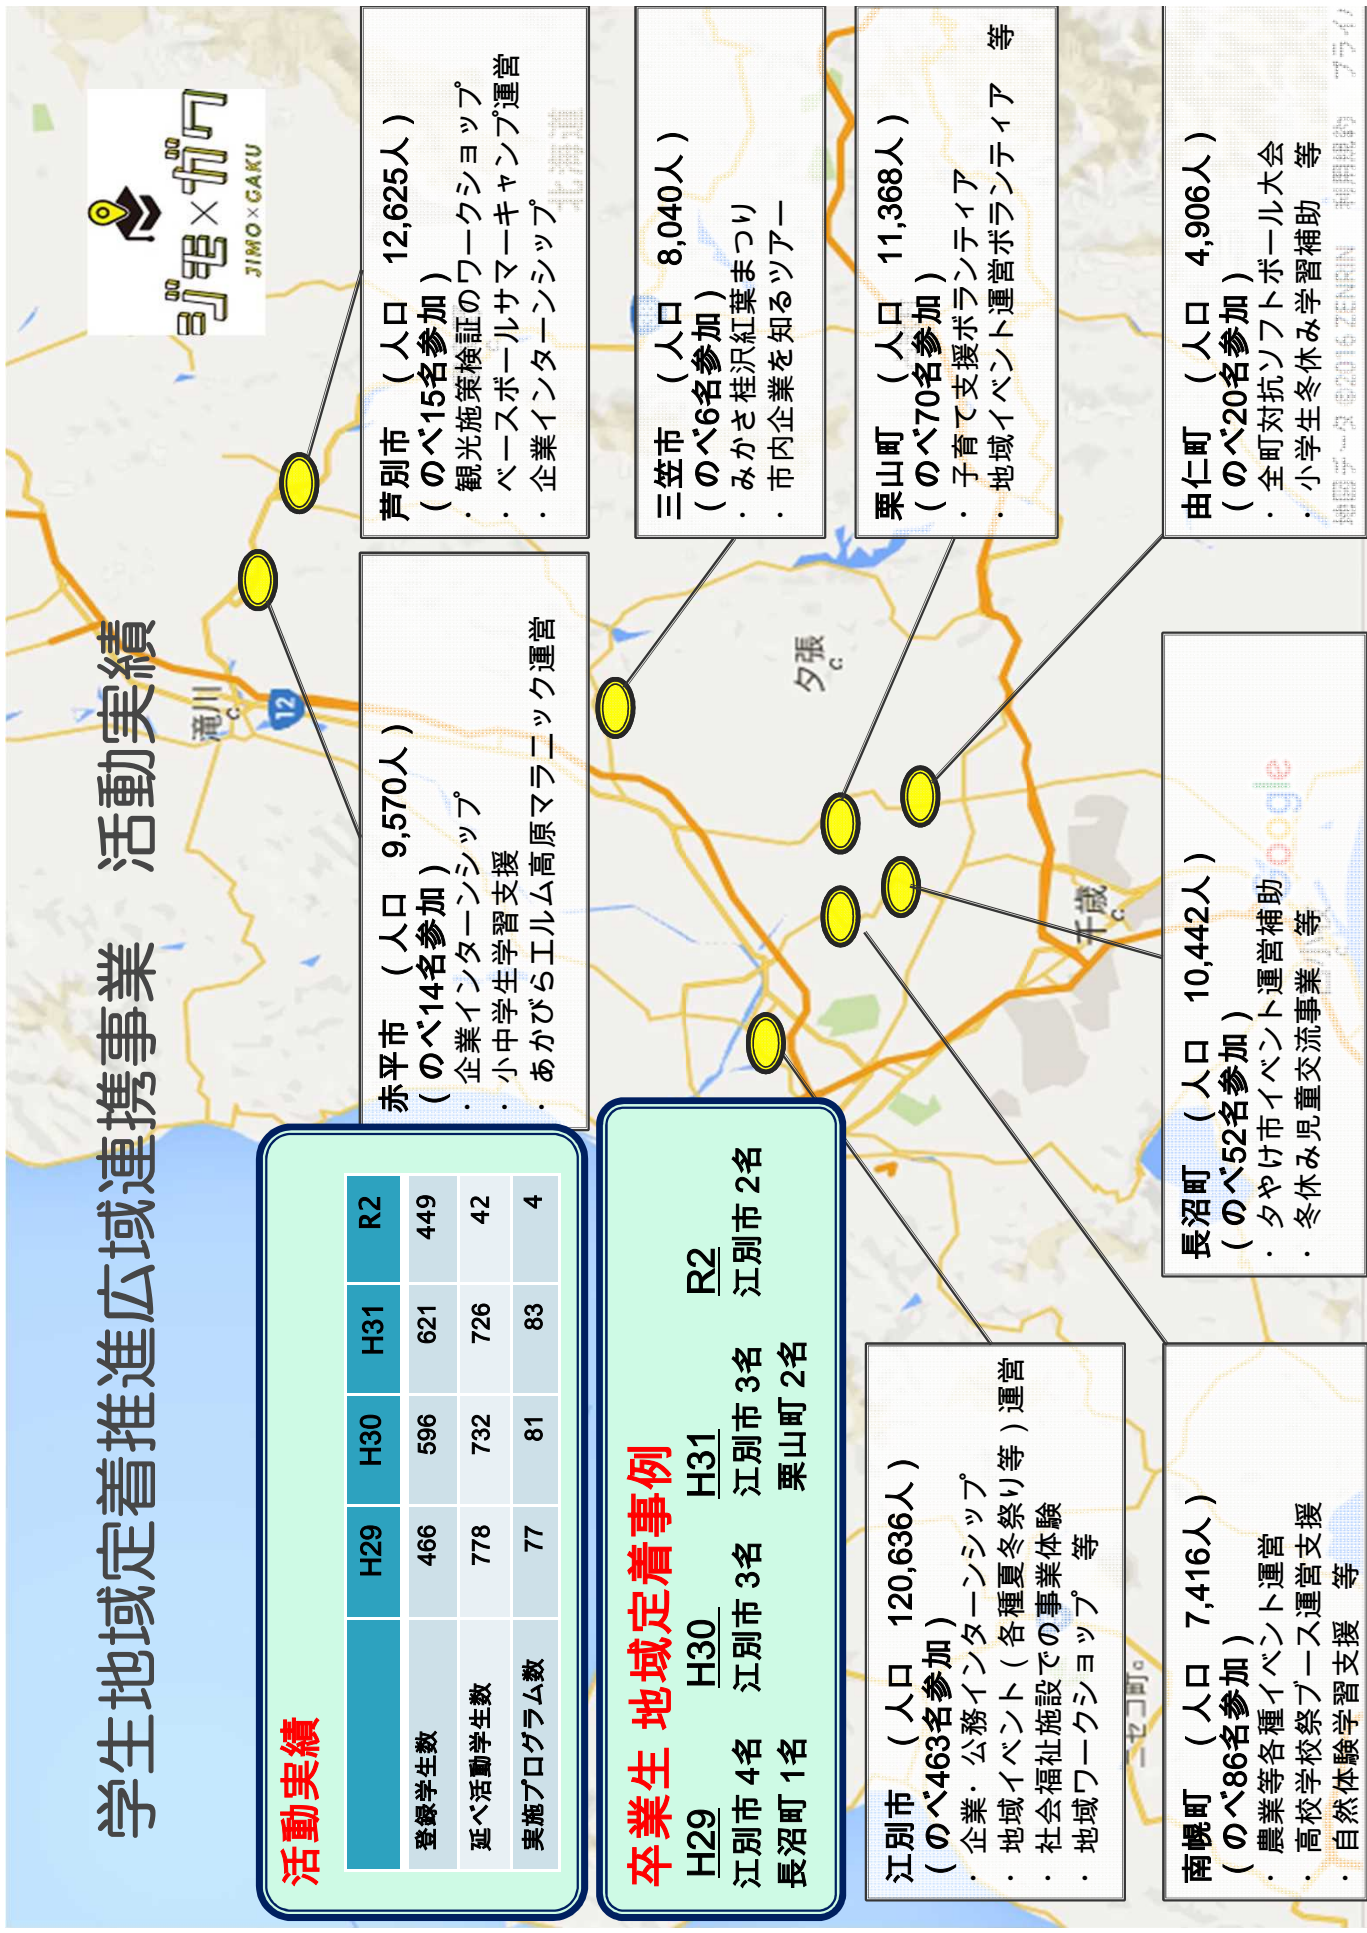 学生地域定着推進広域連携事業　活動実績
ジモ×ガク
JIMO×GAKU
活動実績
H29 H30 H31 R2
登録学生数 466 596 621 449
延べ活動学生数 778 732 726 42
実施プログラム数 77 81 83 4
卒業生 地域定着事例
H29 H30 H31 R2
江別市 4名 江別市 3名 江別市 3名 江別市 2名
長沼町 1名 栗山町 2名
赤平市 （人口 9,570人）
（のべ14名参加）
・企業インターンシップ
・小中学生学習支援
・あかびらエルム高原マラニック運営
芦別市 （人口 12,625人）
（のべ15名参加）
・観光施策検証のワークショップ
・ベースボールサマーキャンプ運営
・企業インターンシップ
三笠市 （人口 8,040人）
（のべ6名参加）
・みかさ桂沢紅葉まつり
・市内企業を知るツアー
栗山町 （人口 11,368人）
（のべ70名参加）
・子育て支援ボランティア
・地域イベント運営ボランティア 等
江別市 （人口 120,636人）
（のべ463名参加）
・企業・公務インターンシップ
・地域イベント（各種夏冬祭り等）運営
・社会福祉施設での事業体験
・地域ワークショップ 等
南幌町 （人口 7,416人）
（のべ86名参加）
・農業等各種イベント運営
・高校学校祭ブース運営支援
・自然体験学習支援 等
長沼町 （人口 10,442人）
（のべ52名参加）
・夕やけ市イベント運営補助
・冬休み児童交流事業 等
由仁町 （人口 4,906人）
（のべ20名参加）
・全町対抗ソフトボール大会
・小学生冬休み学習補助 等
滝川
12
夕張
千歳
北海道
ニセコ町
Google